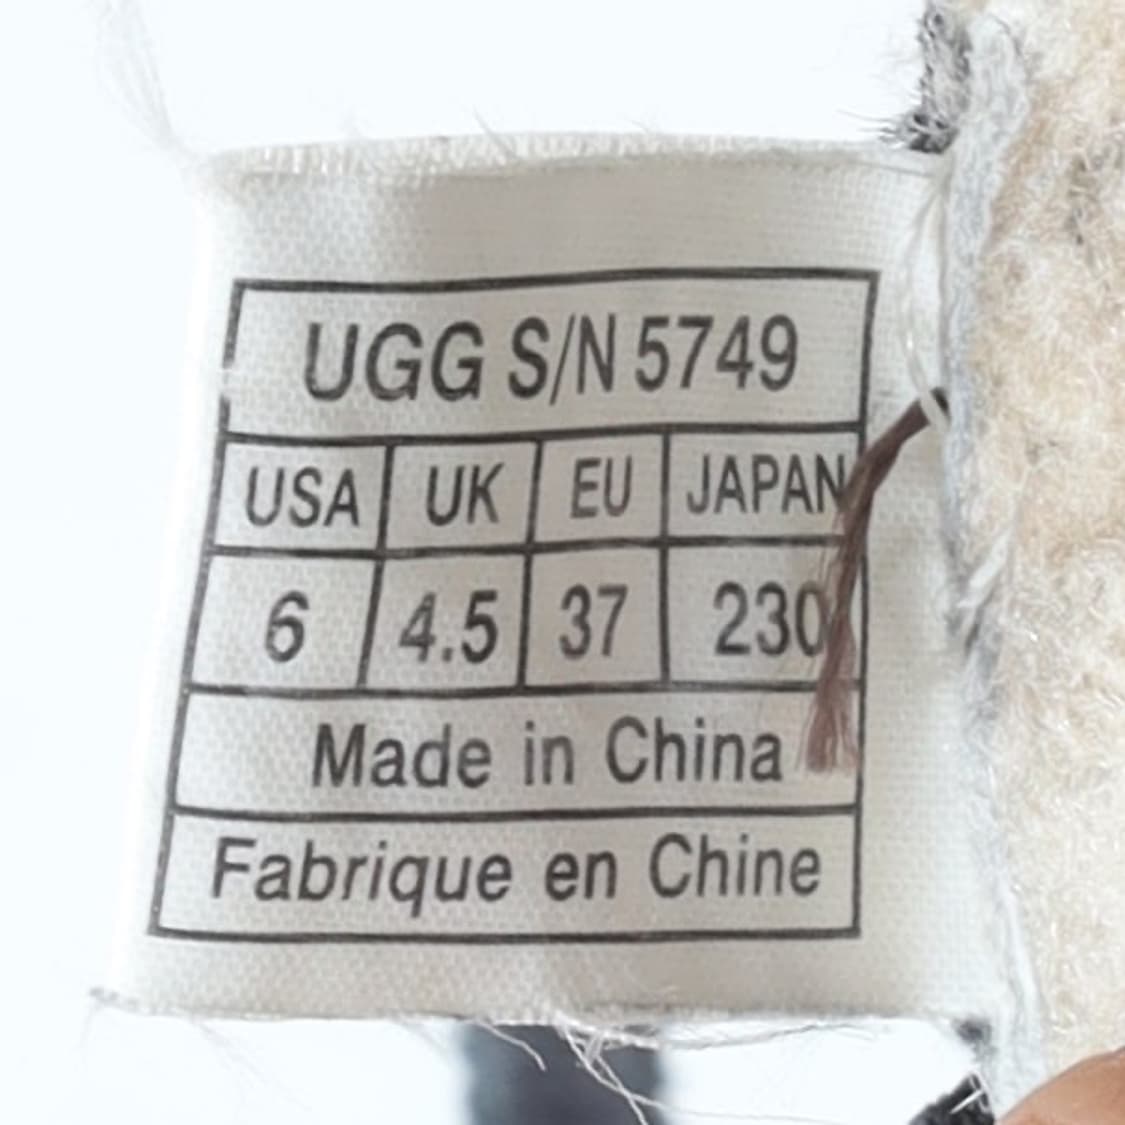 UGG S/N 5749
USA UK EU JAPAN
6 4.5 37 230
Made in China
Fabrique en Chine